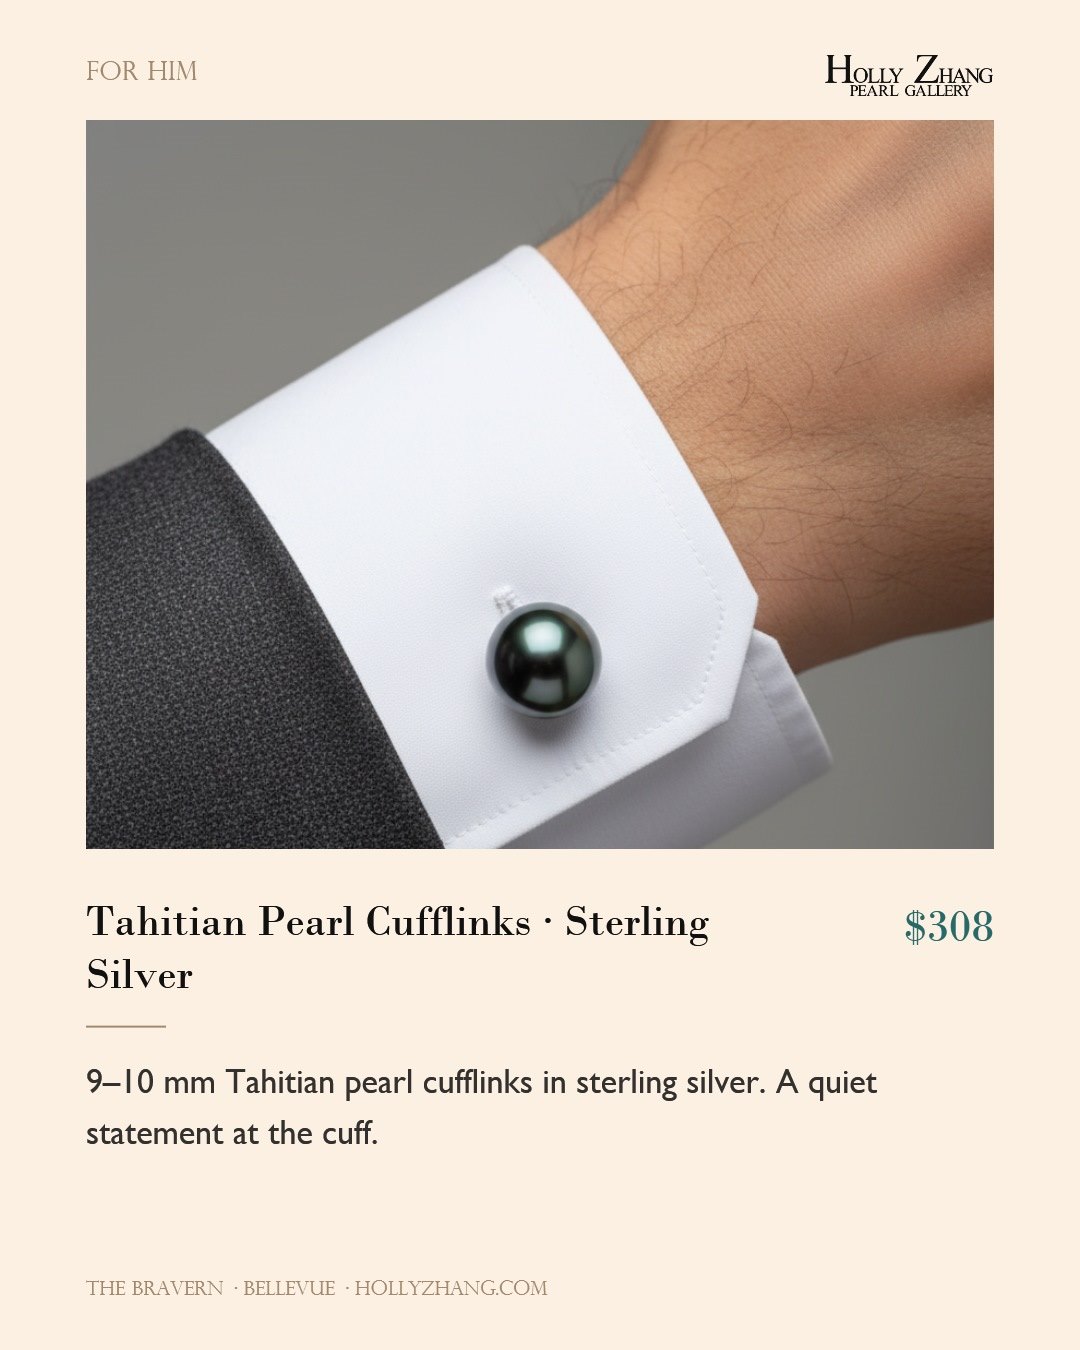 FOR HIM
HOLLY ZHANG
PEARL GALLERY
Tahitian Pearl Cufflinks · Sterling
Silver
$308
9–10 mm Tahitian pearl cufflinks in sterling silver. A quiet
statement at the cuff.
THE BRAVERN · BELLEVUE · HOLLYZHANG.COM